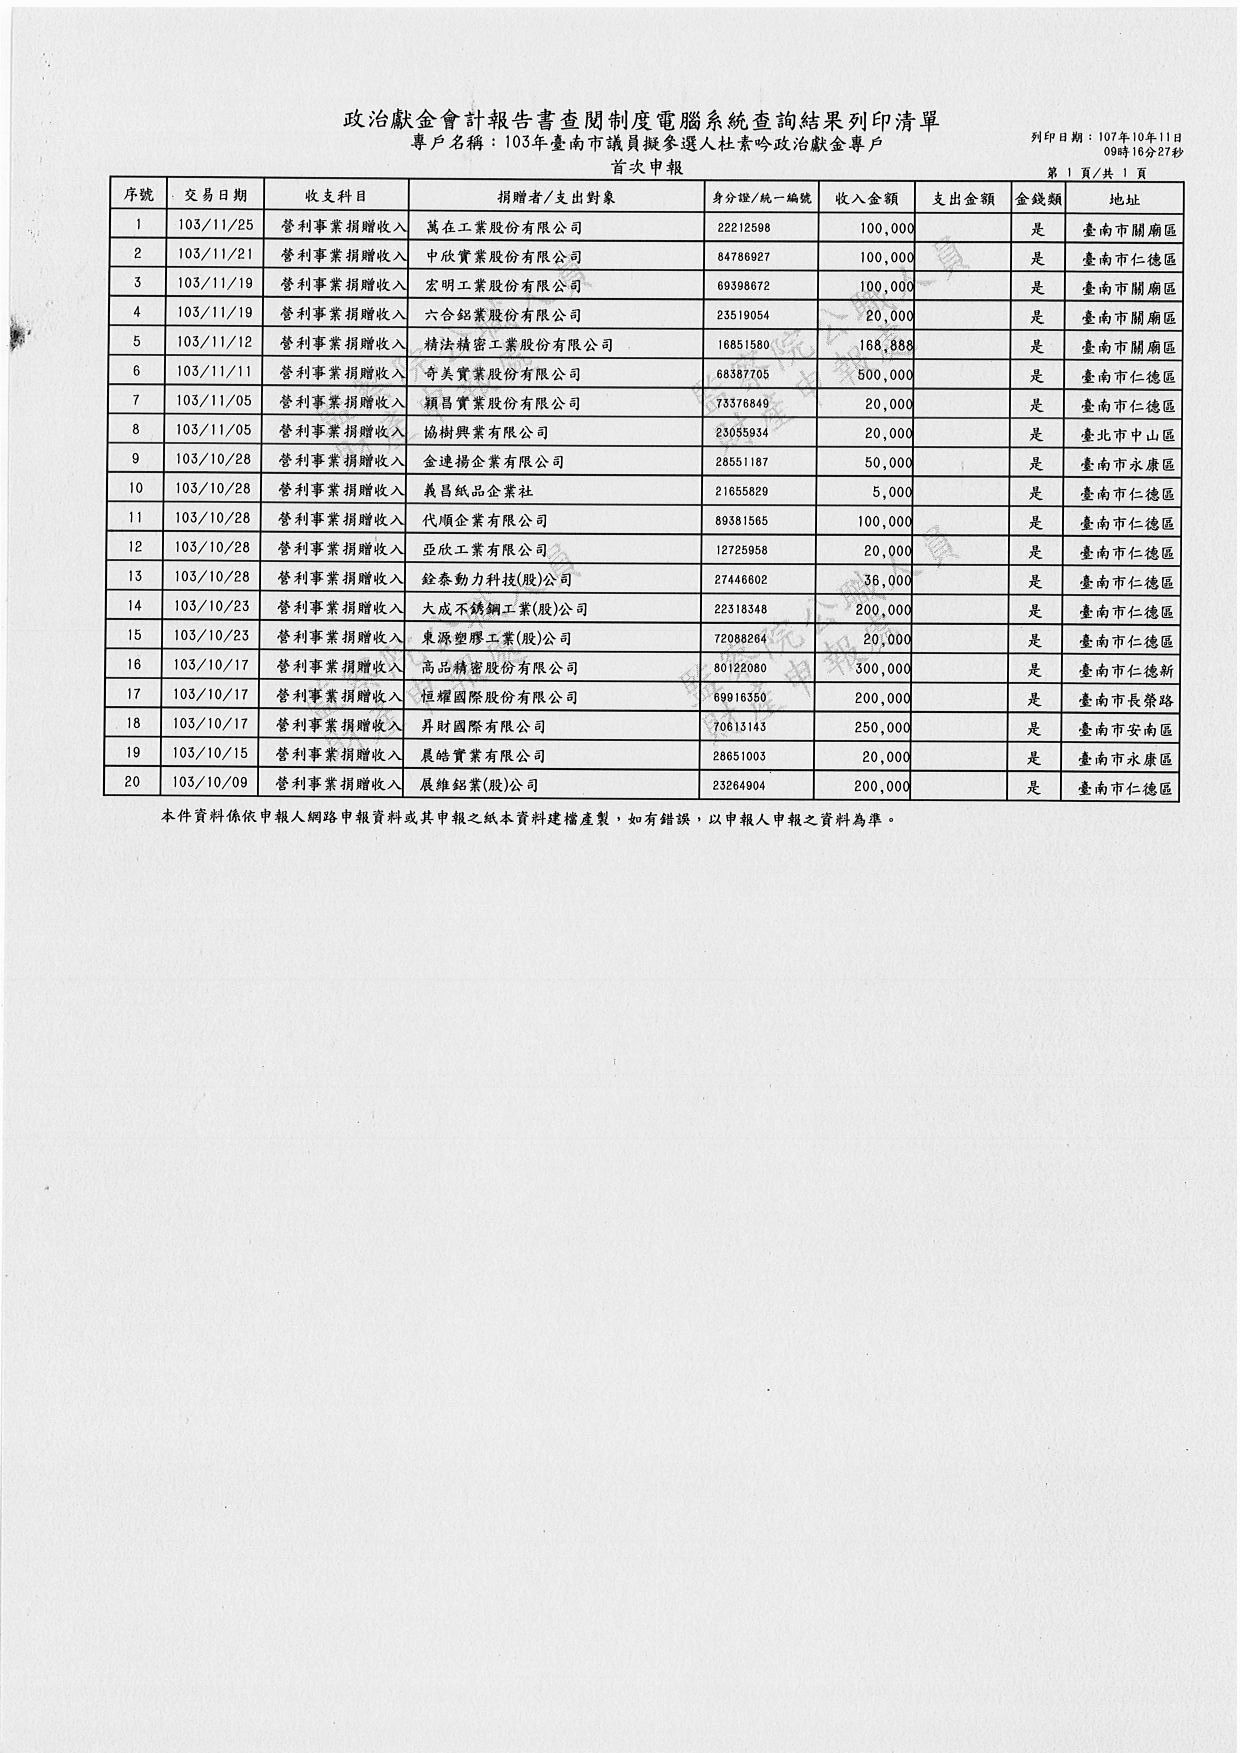 政治獻金會計報告書查閱制度電腦系統查詢結果列印清單
專戶名稱：103年臺南市議員擬參選人杜素吟政治獻金專戶
首次申報
列印日期：107年10年11日
09時16分27秒
第 1 頁/共 1 頁
序號 交易日期 收支科目 捐贈者/支出對象 身分證/統一編號 收入金額 支出金額 金錢類 地址
1 103/11/25 營利事業捐贈收入 萬在工業股份有限公司 22212598 100,000 是 臺南市關廟區
2 103/11/21 營利事業捐贈收入 中欣實業股份有限公司 84786927 100,000 是 臺南市仁德區
3 103/11/19 營利事業捐贈收入 宏明工業股份有限公司 69398672 100,000 是 臺南市關廟區
4 103/11/19 營利事業捐贈收入 六合鋁業股份有限公司 23519054 20,000 是 臺南市關廟區
5 103/11/12 營利事業捐贈收入 精法精密工業股份有限公司 16851580 168,888 是 臺南市關廟區
6 103/11/11 營利事業捐贈收入 奇美實業股份有限公司 68387705 500,000 是 臺南市仁德區
7 103/11/05 營利事業捐贈收入 穎昌實業股份有限公司 73376849 20,000 是 臺南市仁德區
8 103/11/05 營利事業捐贈收入 協樹興業有限公司 23055934 20,000 是 臺北市中山區
9 103/10/28 營利事業捐贈收入 金連揚企業有限公司 28551187 50,000 是 臺南市永康區
10 103/10/28 營利事業捐贈收入 義昌紙品企業社 21655829 5,000 是 臺南市仁德區
11 103/10/28 營利事業捐贈收入 代順企業有限公司 89381565 100,000 是 臺南市仁德區
12 103/10/28 營利事業捐贈收入 亞欣工業有限公司 12725958 20,000 是 臺南市仁德區
13 103/10/28 營利事業捐贈收入 銓泰動力科技(股)公司 27446602 36,000 是 臺南市仁德區
14 103/10/23 營利事業捐贈收入 大成不銹鋼工業(股)公司 22318348 200,000 是 臺南市仁德區
15 103/10/23 營利事業捐贈收入 東源塑膠工業(股)公司 72088264 20,000 是 臺南市仁德區
16 103/10/17 營利事業捐贈收入 高品精密股份有限公司 80122080 300,000 是 臺南市仁德新
17 103/10/17 營利事業捐贈收入 恒耀國際股份有限公司 69916350 200,000 是 臺南市長榮路
18 103/10/17 營利事業捐贈收入 昇財國際有限公司 70613143 250,000 是 臺南市安南區
19 103/10/15 營利事業捐贈收入 晨皓實業有限公司 28651003 20,000 是 臺南市永康區
20 103/10/09 營利事業捐贈收入 展維鋁業(股)公司 23264904 200,000 是 臺南市仁德區
本件資料係依申報人網路申報資料或其申報之紙本資料建檔產製，如有錯誤，以申報人申報之資料為準。
監察院公職人員
財產申報處